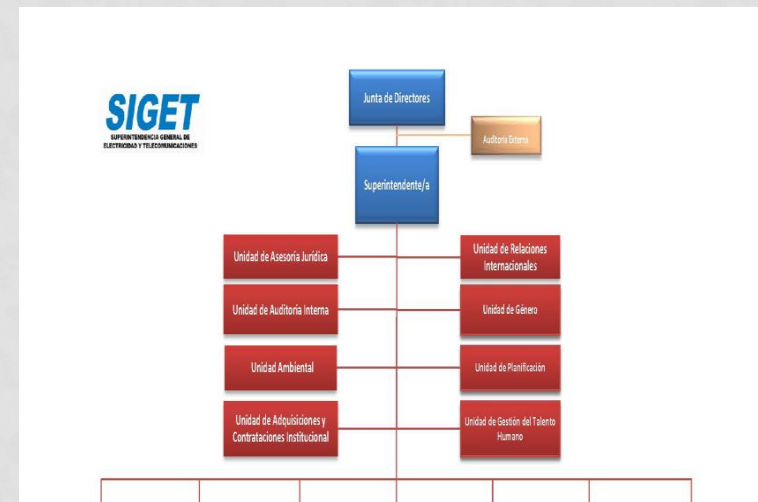 Junta de Directores
SIGET
SUPERINTENDENCIA GENERAL DE
ELECTRICIDAD Y TELECOMUNICACIONES
Auditoría Externa
Superintendente/a
Unidad de Asesoría Jurídica
Unidad de Relaciones
Internacionales
Unidad de Auditoría Interna
Unidad de Género
Unidad Ambiental
Unidad de Planificación
Unidad de Adquisiciones y
Contrataciones Institucional
Unidad de Gestión del Talento
Humano